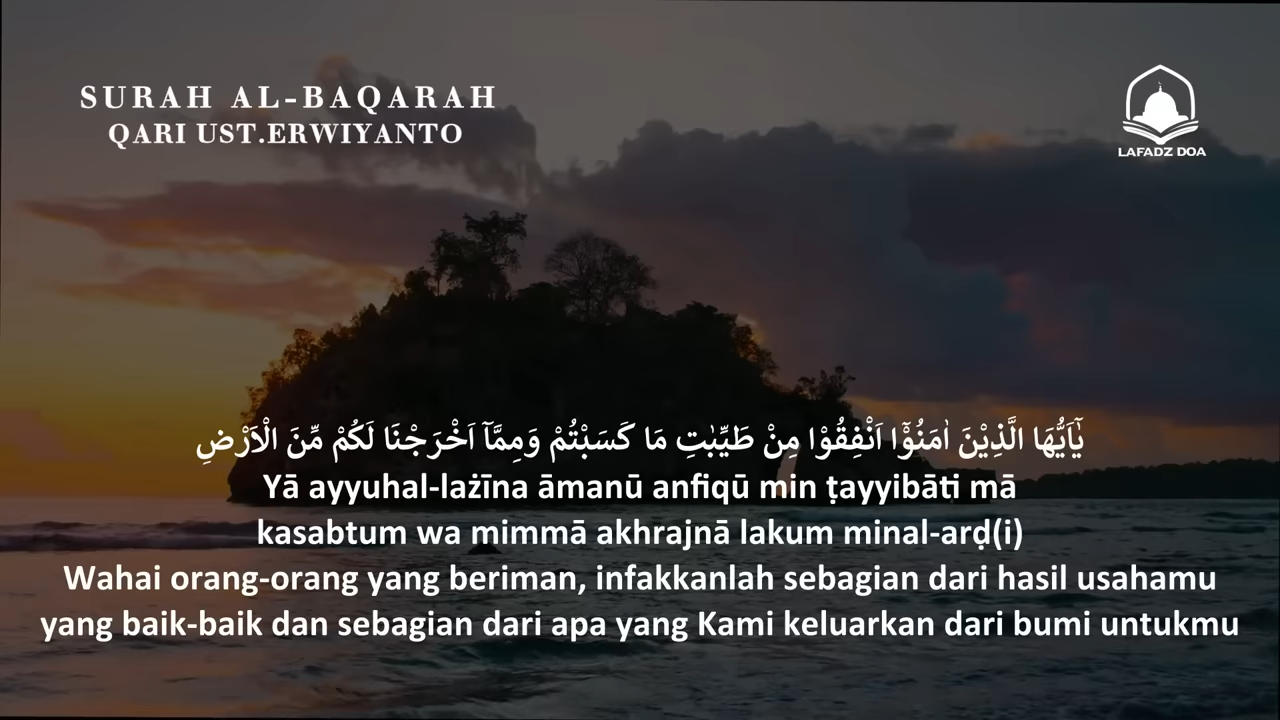 SURAH AL-BAQARAH
QARI UST.ERWIYANTO
LAFADZ DOA
يٰٓاَيُّهَا الَّذِيْنَ اٰمَنُوْٓا اَنْفِقُوْا مِنْ طَيِّبٰتِ مَا كَسَبْتُمْ وَمِمَّآ اَخْرَجْنَا لَكُمْ مِّنَ الْاَرْضِ
Yā ayyuhal-lażīna āmanū anfiqū min ṭayyibāti mā
kasabtum wa mimmā akhrajnā lakum minal-arḍ(i)
Wahai orang-orang yang beriman, infakkanlah sebagian dari hasil usahamu
yang baik-baik dan sebagian dari apa yang Kami keluarkan dari bumi untukmu